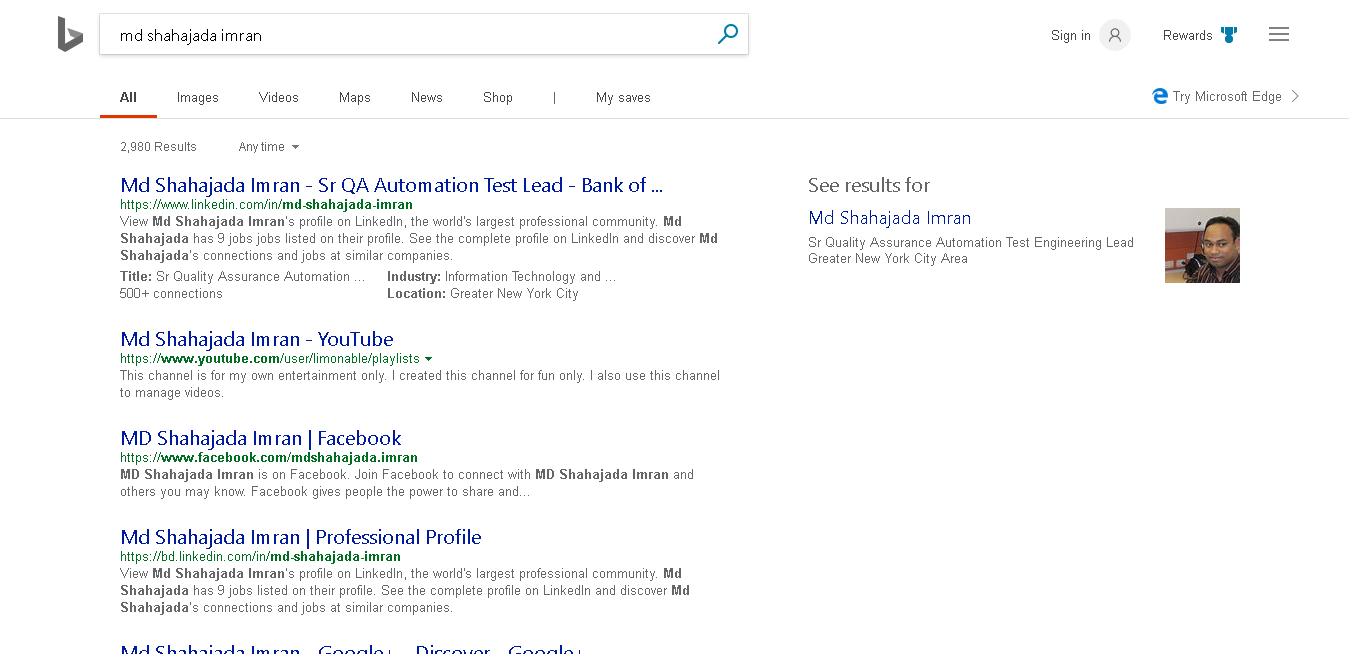 md shahajada imran
Sign in
Rewards
All Images Videos Maps News Shop | My saves
Try Microsoft Edge
2,980 Results Any time
Md Shahajada Imran - Sr QA Automation Test Lead - Bank of ...
https://www.linkedin.com/in/md-shahajada-imran
View Md Shahajada Imran's profile on LinkedIn, the world's largest professional community. Md
Shahajada has 9 jobs jobs listed on their profile. See the complete profile on LinkedIn and discover Md
Shahajada's connections and jobs at similar companies.
Title: Sr Quality Assurance Automation ... Industry: Information Technology and ...
500+ connections Location: Greater New York City
Md Shahajada Imran - YouTube
https://www.youtube.com/user/limonable/playlists
This channel is for my own entertainment only. I created this channel for fun only. I also use this channel
to manage videos.
MD Shahajada Imran | Facebook
https://www.facebook.com/mdshahajada.imran
MD Shahajada Imran is on Facebook. Join Facebook to connect with MD Shahajada Imran and
others you may know. Facebook gives people the power to share and...
Md Shahajada Imran | Professional Profile
https://bd.linkedin.com/in/md-shahajada-imran
View Md Shahajada Imran's profile on LinkedIn, the world's largest professional community. Md
Shahajada has 9 jobs listed on their profile. See the complete profile on LinkedIn and discover Md
Shahajada's connections and jobs at similar companies.
Md Shahajada Imran - Google+ - Discover - Google+
See results for
Md Shahajada Imran
Sr Quality Assurance Automation Test Engineering Lead
Greater New York City Area